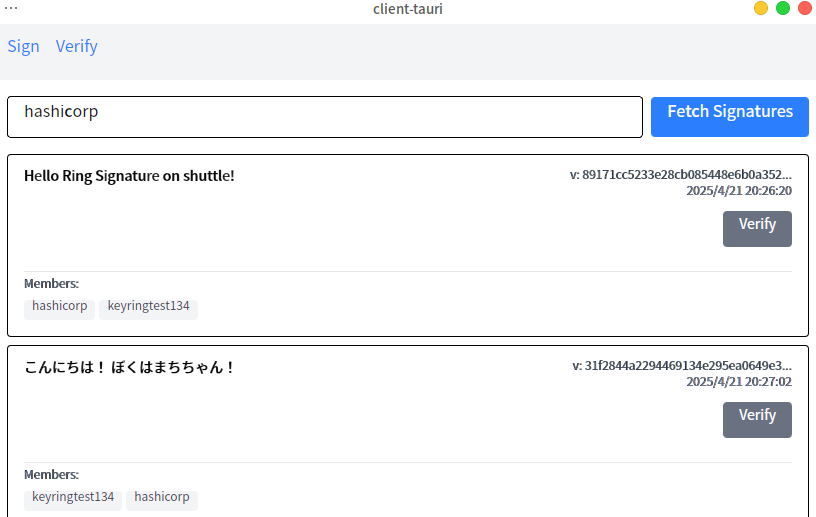 client-tauri
Sign Verify
hashicorp
Fetch Signatures
Hello Ring Signature on shuttle!
v: 89171cc5233e28cb085448e6b0a352...
2025/4/21 20:26:20
Verify
Members:
hashicorp keyringtest134
こんにちは！ ぼくはまちちゃん！
v: 31f2844a2294469134e295ea0649e3...
2025/4/21 20:27:02
Verify
Members:
keyringtest134 hashicorp